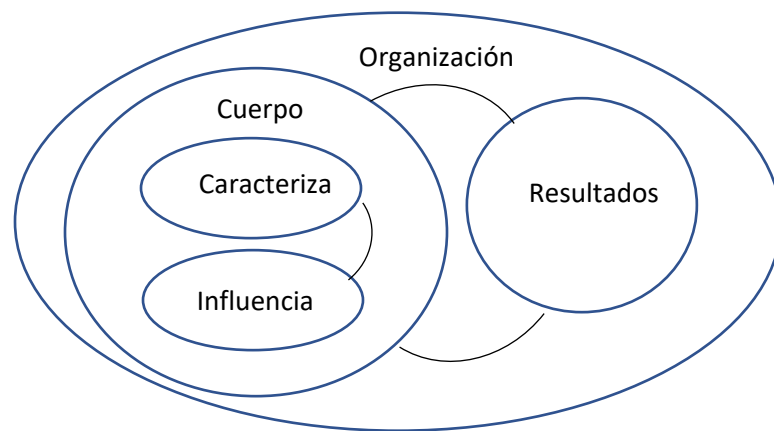 Organización
Cuerpo
Caracteriza
Resultados
Influencia